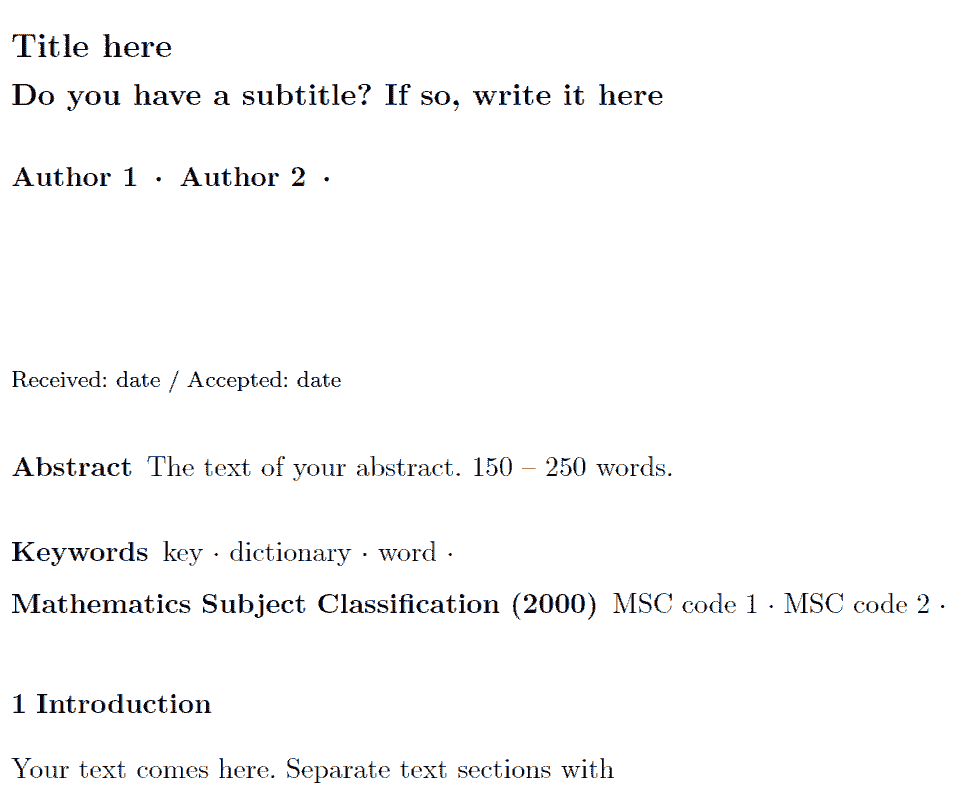 Title here
Do you have a subtitle? If so, write it here
Author 1 · Author 2 ·
Received: date / Accepted: date
Abstract The text of your abstract. 150 – 250 words.
Keywords key · dictionary · word ·
Mathematics Subject Classification (2000) MSC code 1 · MSC code 2 ·
1 Introduction
Your text comes here. Separate text sections with